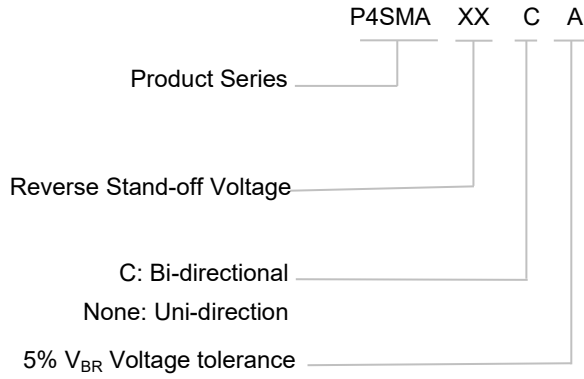 P4SMA XX C A
Product Series
Reverse Stand-off Voltage
C: Bi-directional
None: Uni-direction
5% VBR Voltage tolerance